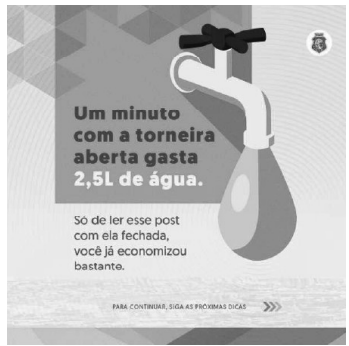 Um minuto
com a torneira
aberta gasta
2,5L de água.
Só de ler esse post
com ela fechada,
você já economizou
bastante.
PARA CONTINUAR, SIGA AS PRÓXIMAS DICAS